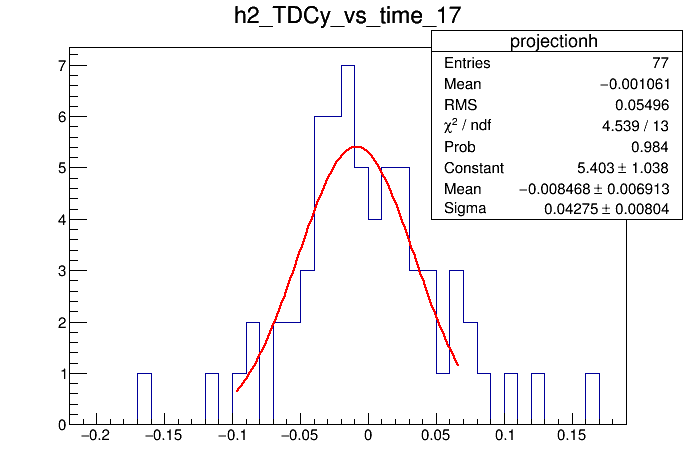 h2_TDCy_vs_time_17
projectionh
Entries 77
Mean −0.001061
RMS 0.05496
χ² / ndf 4.539 / 13
Prob 0.984
Constant 5.403 ± 1.038
Mean −0.008468 ± 0.006913
Sigma 0.04275 ± 0.00804
7
6
5
4
3
2
1
0
−0.2 −0.15 −0.1 −0.05 0 0.05 0.1 0.15